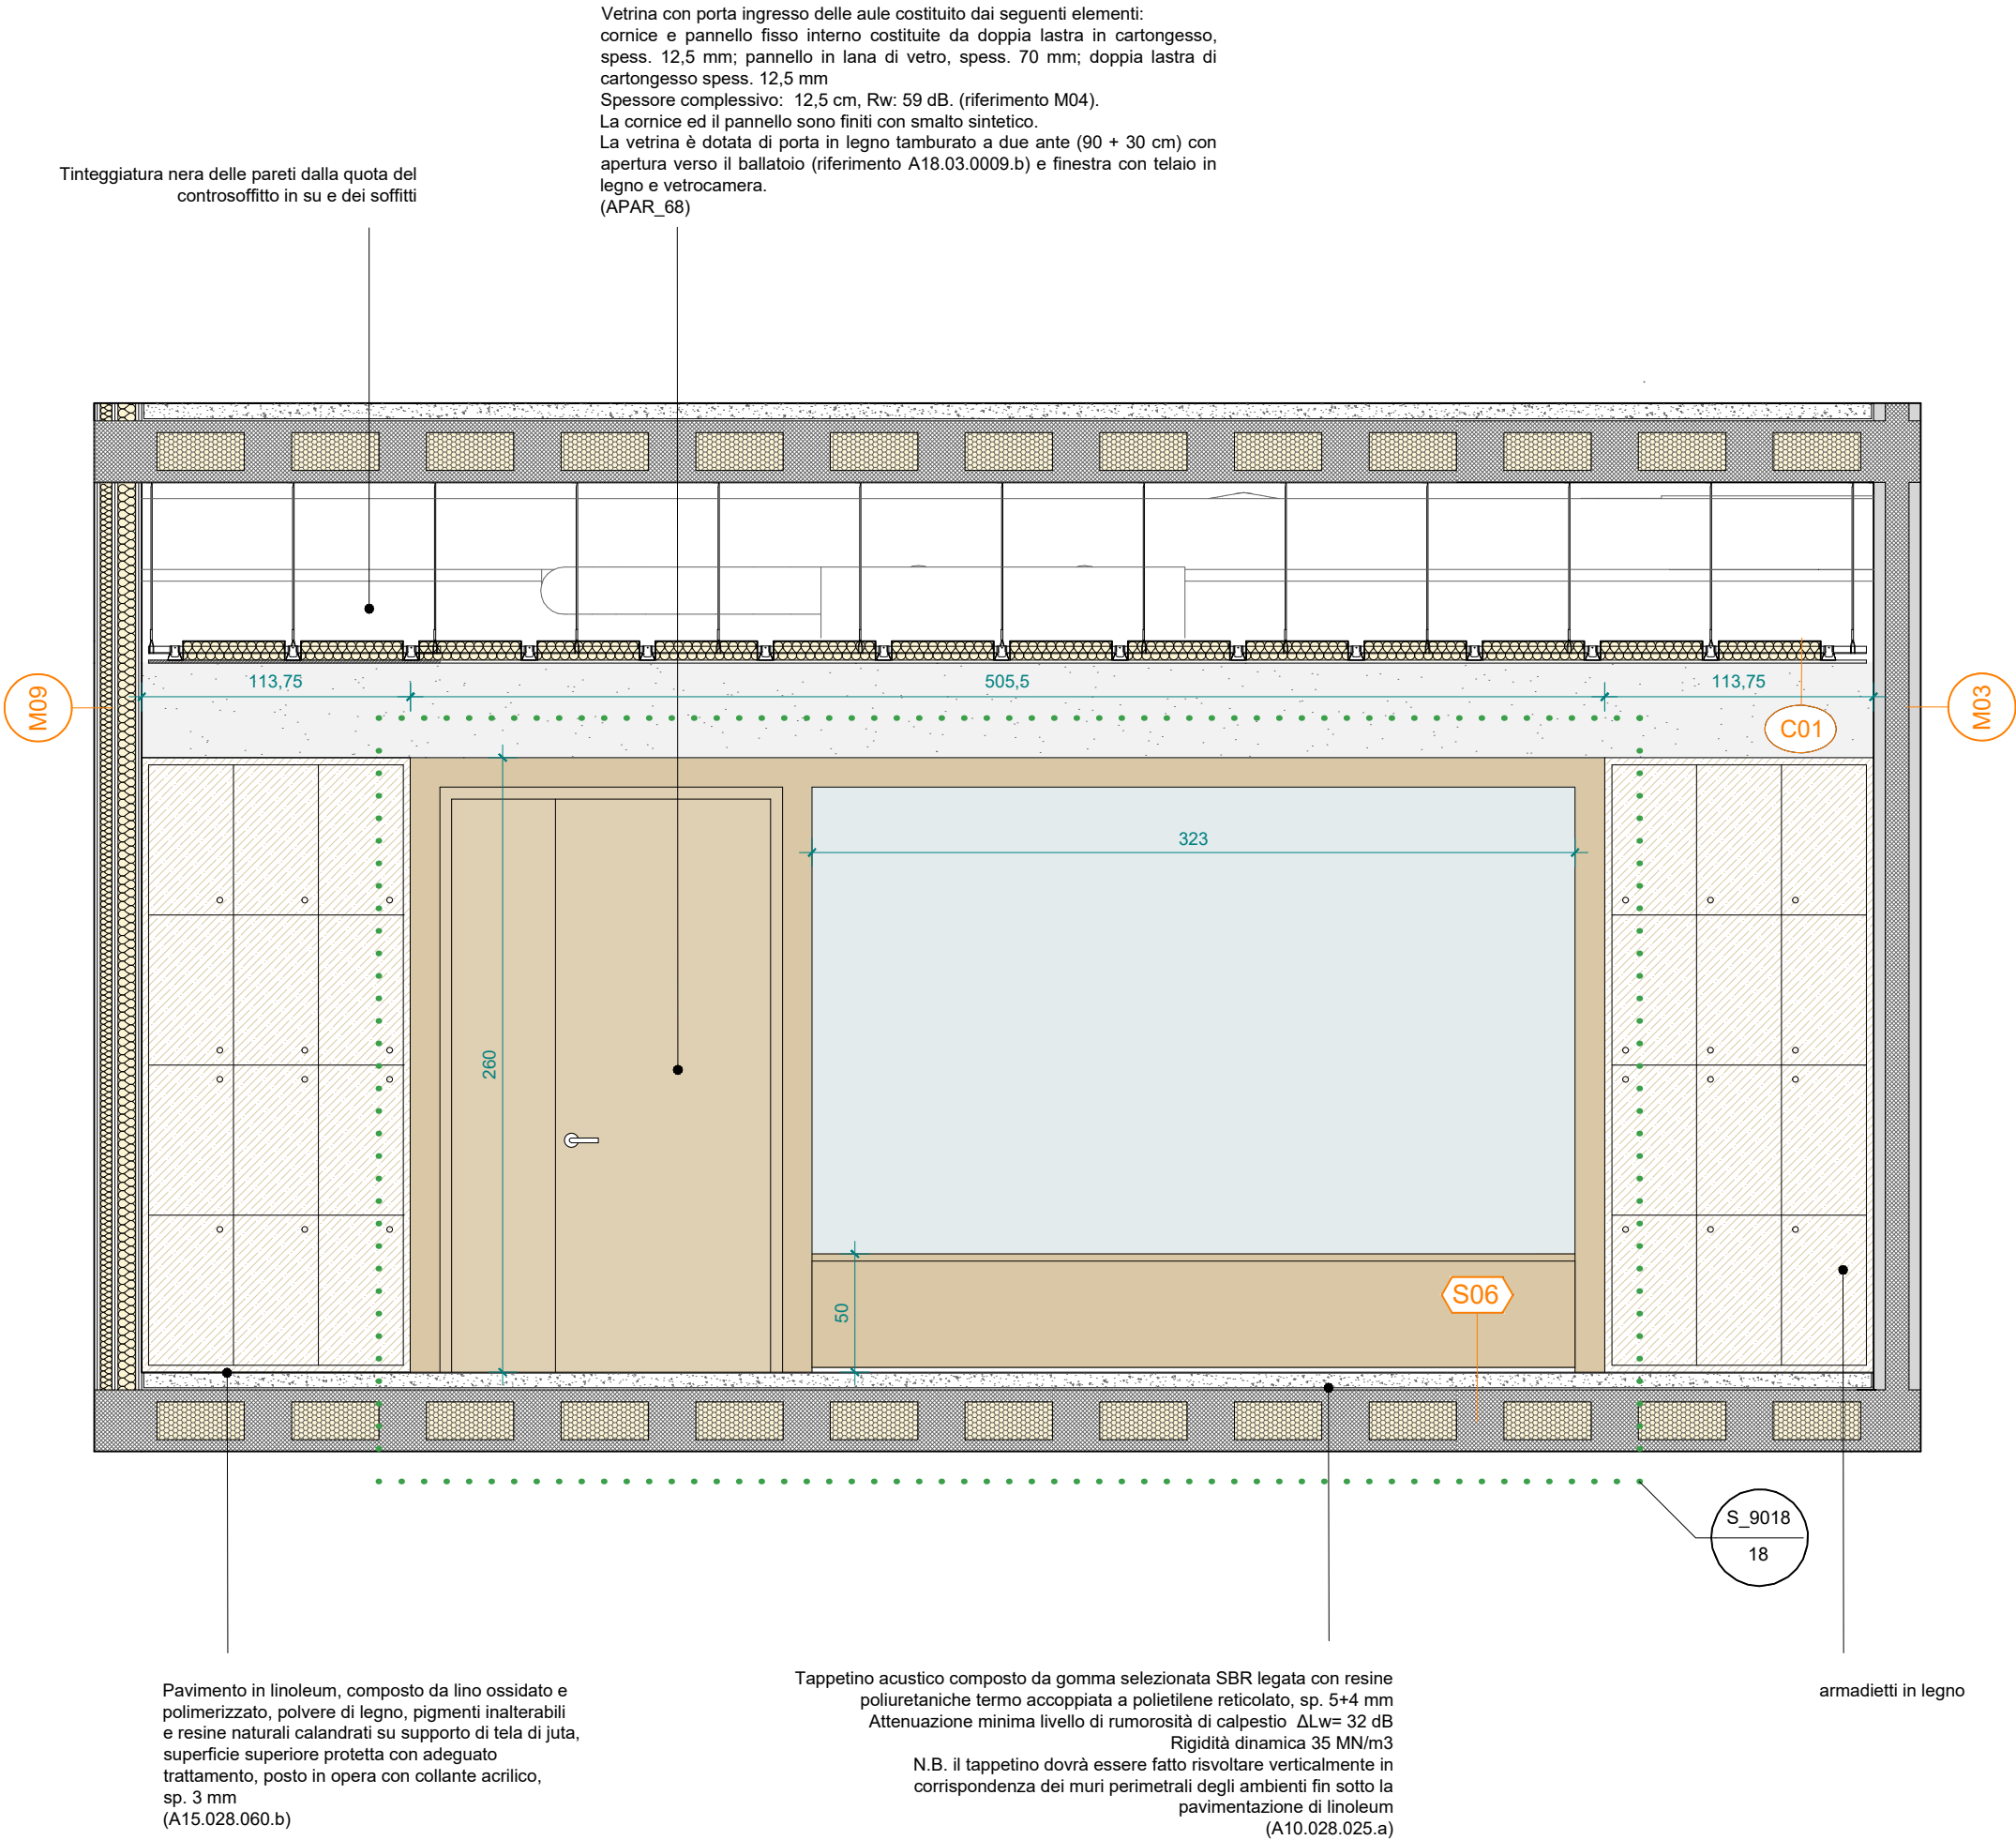 Vetrina con porta ingresso delle aule costituito dai seguenti elementi:
cornice e pannello fisso interno costituite da doppia lastra in cartongesso,
spess. 12,5 mm; pannello in lana di vetro, spess. 70 mm; doppia lastra di
cartongesso spess. 12,5 mm
Spessore complessivo: 12,5 cm, Rw: 59 dB. (riferimento M04).
La cornice ed il pannello sono finiti con smalto sintetico.
La vetrina è dotata di porta in legno tamburato a due ante (90 + 30 cm) con
apertura verso il ballatoio (riferimento A18.03.0009.b) e finestra con telaio in
legno e vetrocamera.
(APAR_68)
Tinteggiatura nera delle pareti dalla quota del
controsoffitto in su e dei soffitti
113,75
505,5
113,75
M09
M03
C01
323
260
50
S06
S_9018
18
Pavimento in linoleum, composto da lino ossidato e
polimerizzato, polvere di legno, pigmenti inalterabili
e resine naturali calandrati su supporto di tela di juta,
superficie superiore protetta con adeguato
trattamento, posto in opera con collante acrilico,
sp. 3 mm
(A15.028.060.b)
Tappetino acustico composto da gomma selezionata SBR legata con resine
poliuretaniche termo accoppiata a polietilene reticolato, sp. 5+4 mm
Attenuazione minima livello di rumorosità di calpestio ΔLw= 32 dB
Rigidità dinamica 35 MN/m3
N.B. il tappetino dovrà essere fatto risvoltare verticalmente in
corrispondenza dei muri perimetrali degli ambienti fin sotto la
pavimentazione di linoleum
(A10.028.025.a)
armadietti in legno